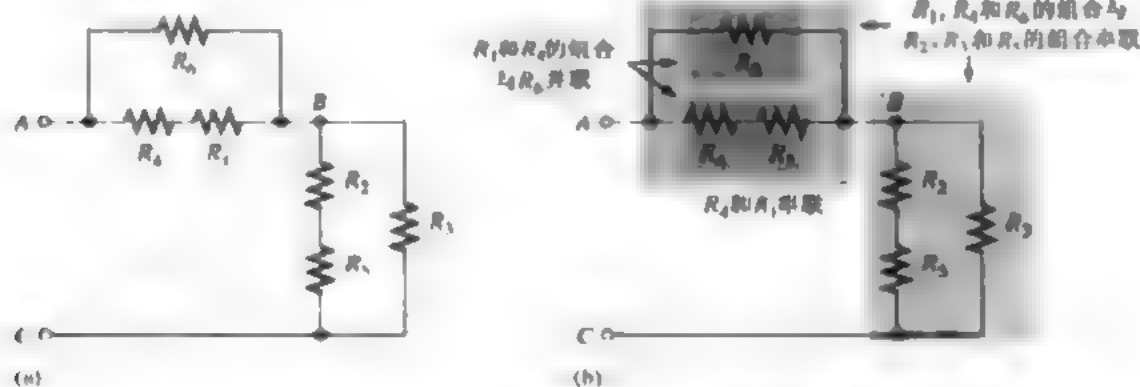 R₆
A
B
R₄ R₁
R₂
R₃
R₅
C
(a)
R₁、R₄和R₆的组合与
R₂、R₃和R₅的组合串联
R₁和R₄的组合
与R₆并联
A
B
R₄
R₂
R₄和R₁串联
R₃
R₅
C
(b)